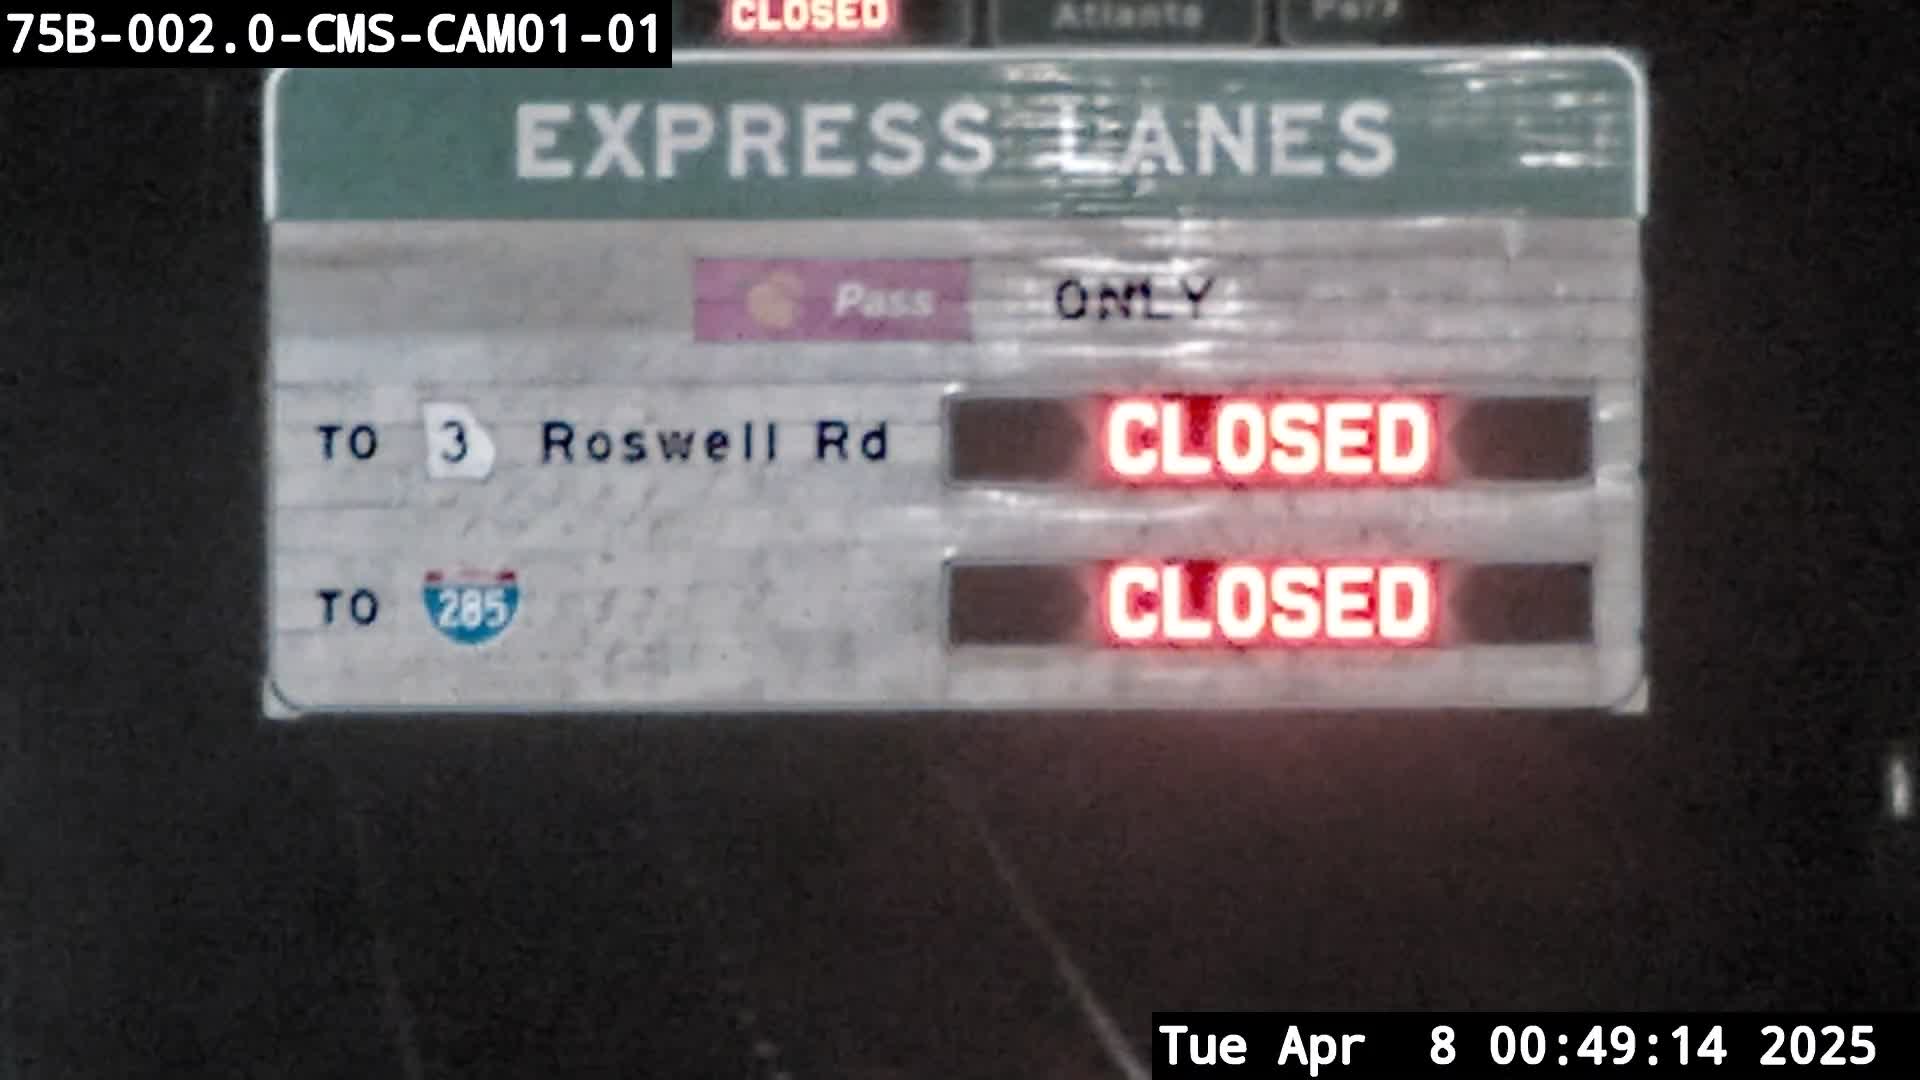 75B-002.0-CMS-CAM01-01
CLOSED
Atlanta
Park
EXPRESS LANES
Pass ONLY
TO 3 Roswell Rd CLOSED
TO 285 CLOSED
Tue Apr 8 00:49:14 2025